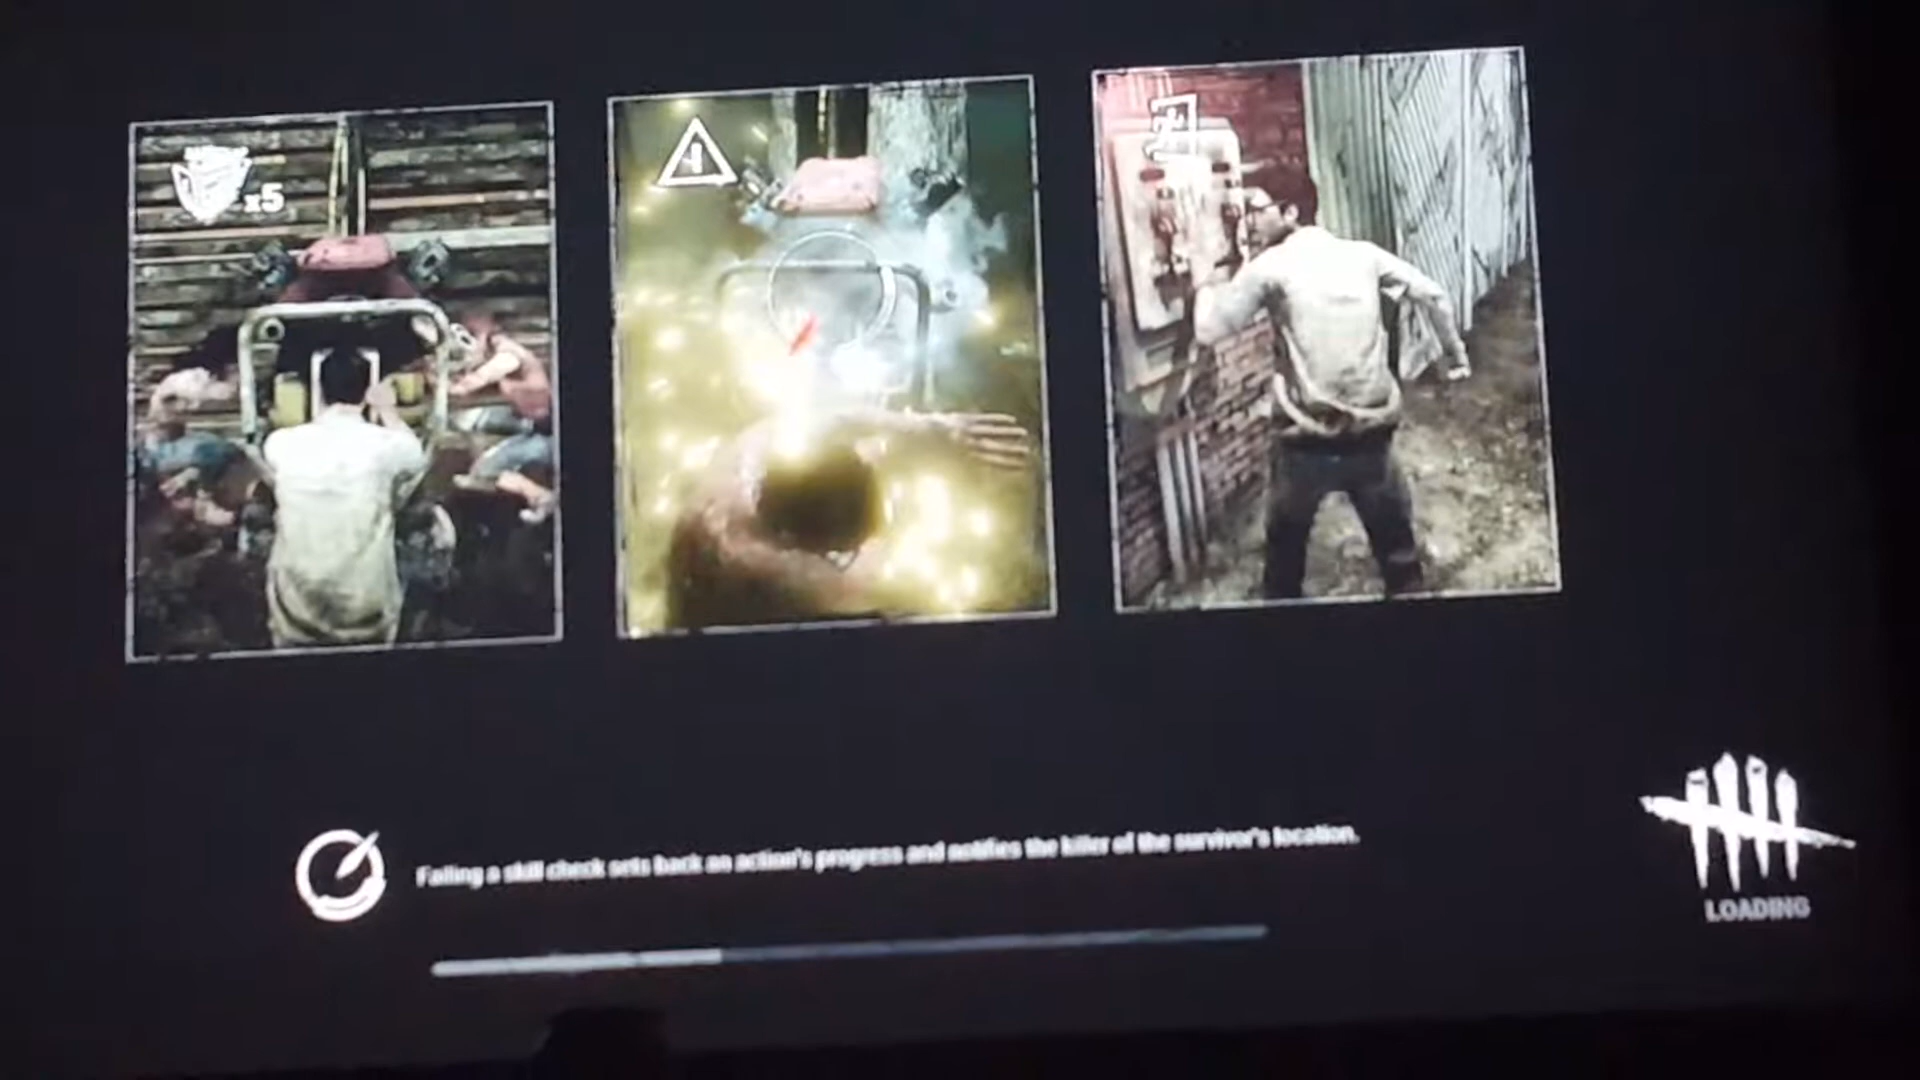 x5
Failing a skill check sets back an action's progress and notifies the killer of the survivor's location.
LOADING